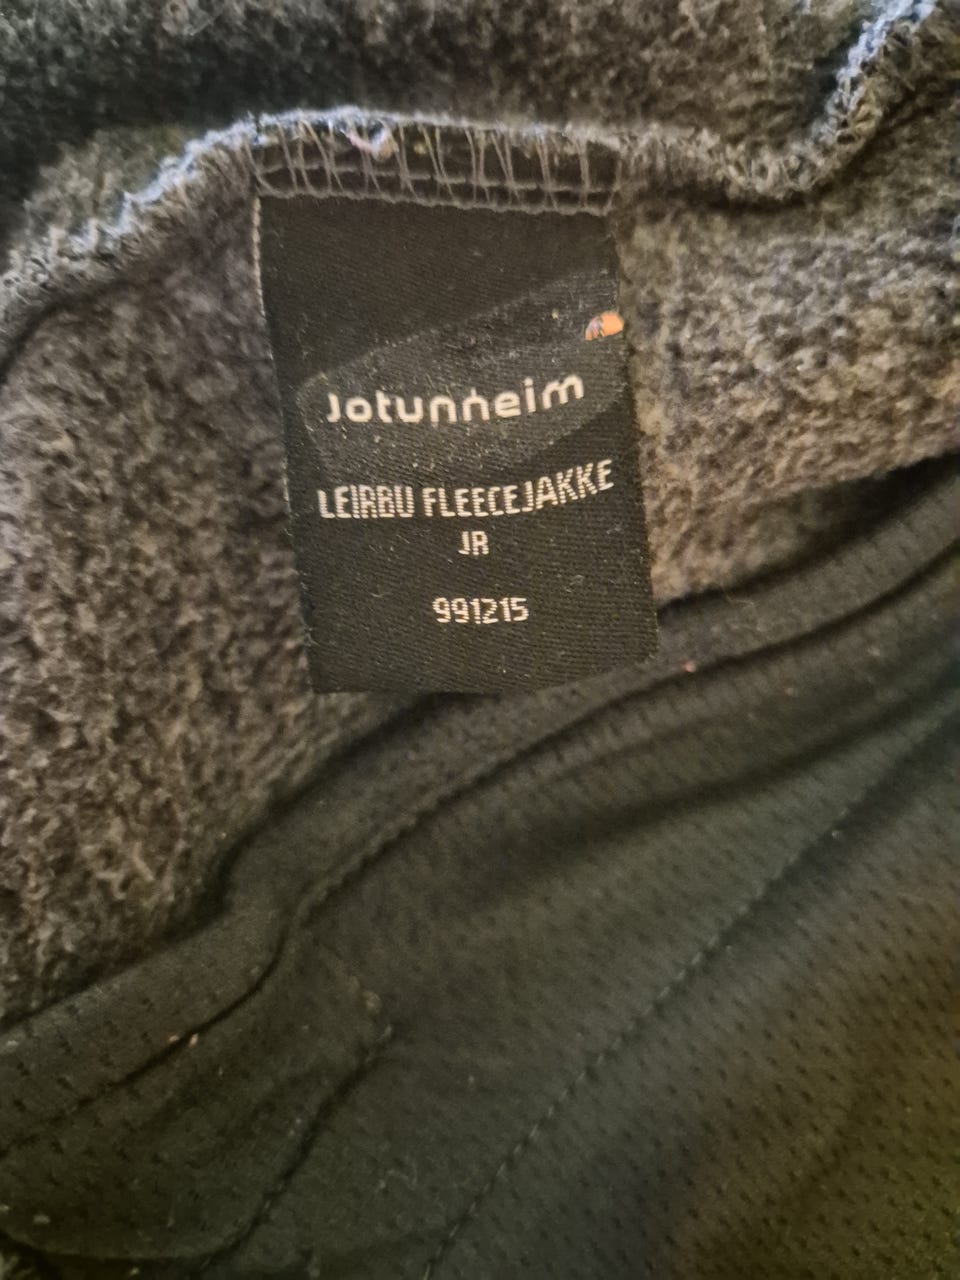 Jotunheim
LEIRBU FLEECEJAKKE
JR
991215